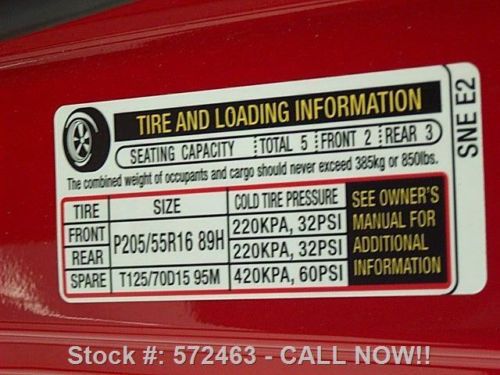 TIRE AND LOADING INFORMATION
SEATING CAPACITY TOTAL 5 FRONT 2 REAR 3
The combined weight of occupants and cargo should never exceed 385kg or 850lbs.
TIRE SIZE COLD TIRE PRESSURE
FRONT P205/55R16 89H 220KPA, 32PSI
REAR 220KPA, 32PSI
SPARE T125/70D15 95M 420KPA, 60PSI
SEE OWNER'S
MANUAL FOR
ADDITIONAL
INFORMATION
SNE E2
Stock #: 572463 - CALL NOW!!